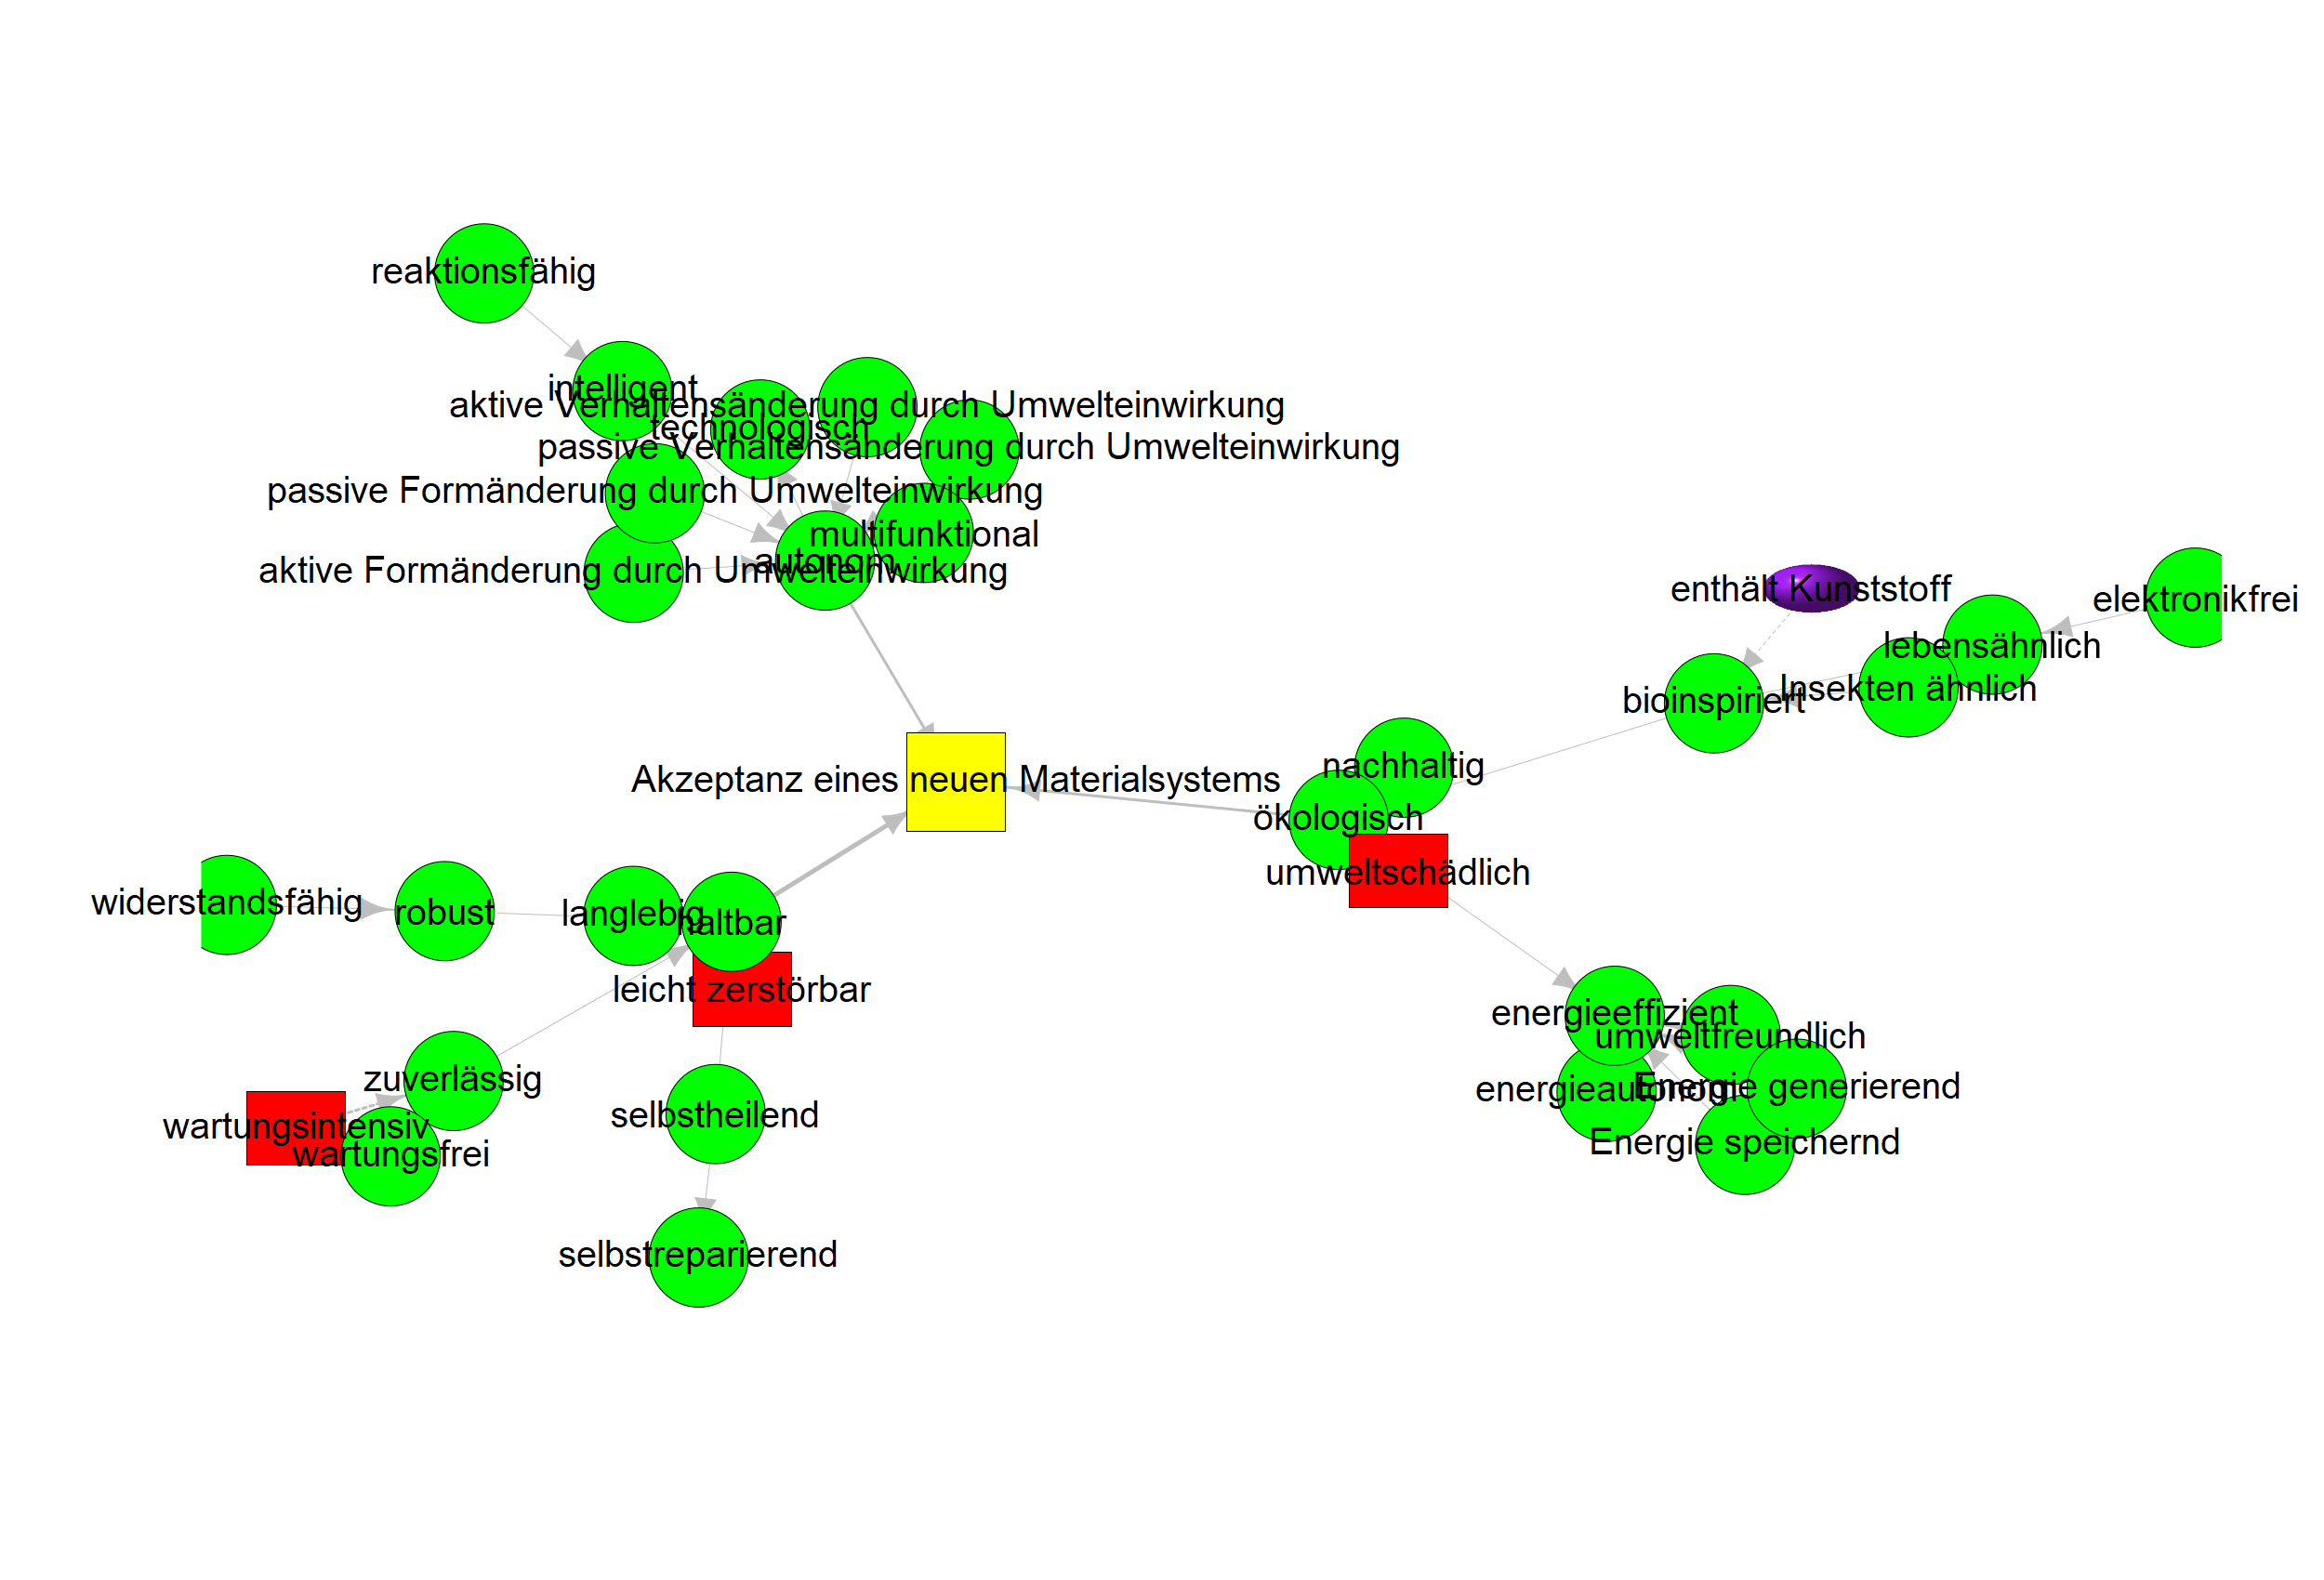 reaktionsfähig
intelligent
aktive Verhaltensänderung durch Umwelteinwirkung
technologisch
passive Verhaltensänderung durch Umwelteinwirkung
passive Formänderung durch Umwelteinwirkung
multifunktional
autonom
aktive Formänderung durch Umwelteinwirkung
enthält Kunststoff
elektronikfrei
lebensähnlich
Insekten ähnlich
bioinspiriert
nachhaltig
Akzeptanz eines neuen Materialsystems
ökologisch
umweltschädlich
widerstandsfähig
robust
langlebig
haltbar
leicht zerstörbar
energieeffizient
umweltfreundlich
zuverlässig
energieautonom
Energie generierend
selbstheilend
wartungsintensiv
Energie speichernd
wartungsfrei
selbstreparierend